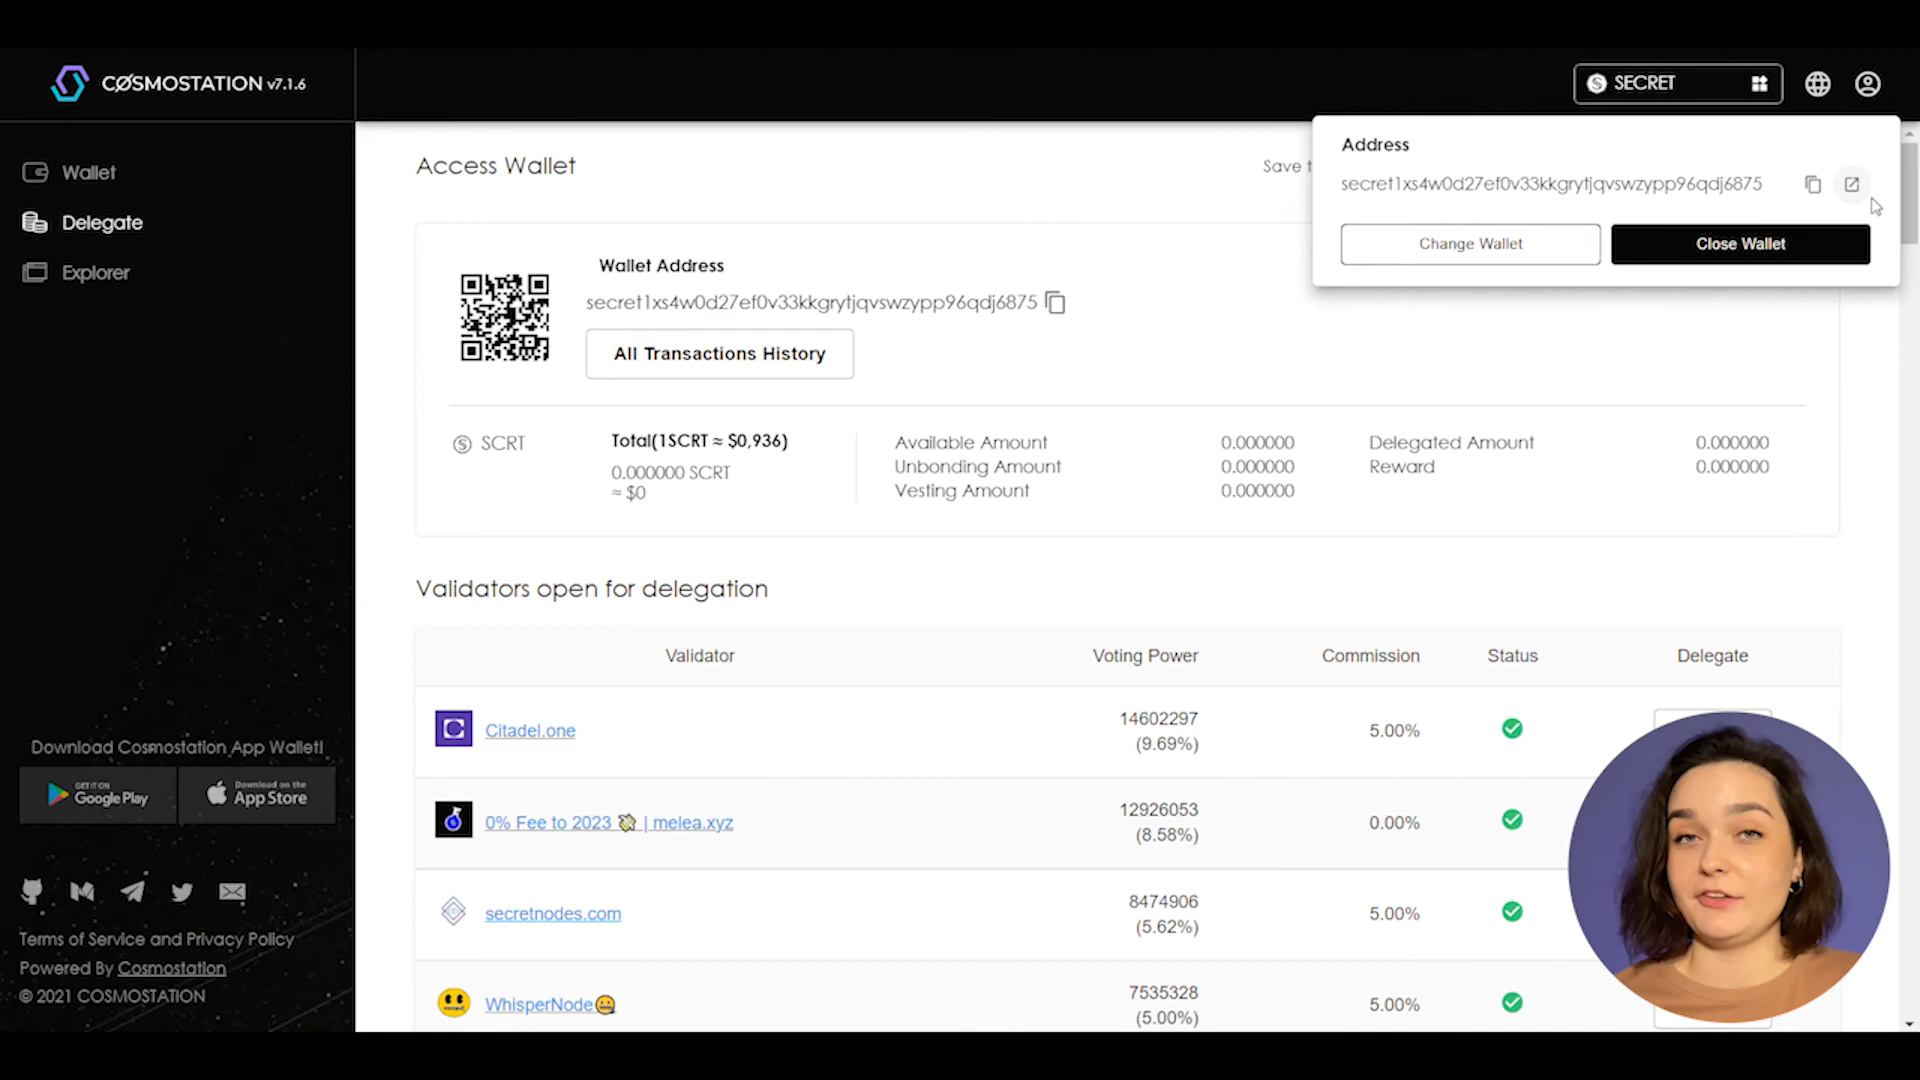 CØSMOSTATION v7.1.6
SECRET
Wallet
Delegate
Explorer
Download Cosmostation App Wallet!
GET IT ON
Google Play
Download on the
App Store
Terms of Service and Privacy Policy
Powered By Cosmostation
© 2021 COSMOSTATION
Access Wallet
Save t
Address
secret1xs4w0d27ef0v33kkgrytjqvswzypp96qdj6875
Change Wallet
Close Wallet
Wallet Address
secret1xs4w0d27ef0v33kkgrytjqvswzypp96qdj6875
All Transactions History
SCRT
Total(1SCRT ≈ $0,936)
0.000000 SCRT
≈ $0
Available Amount 0.000000
Unbonding Amount 0.000000
Vesting Amount 0.000000
Delegated Amount 0.000000
Reward 0.000000
Validators open for delegation
Validator Voting Power Commission Status Delegate
Citadel.one 14602297 5.00%
(9.69%)
0% Fee to 2023 💸 | melea.xyz 12926053 0.00%
(8.58%)
secretnodes.com 8474906 5.00%
(5.62%)
WhisperNode🤐 7535328 5.00%
(5.00%)